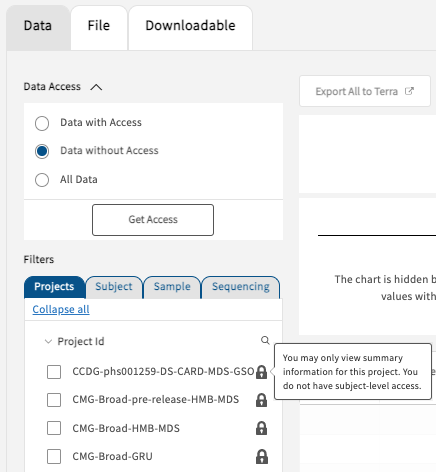 Data
File
Downloadable
Data Access
Export All to Terra
Data with Access
Data without Access
All Data
Get Access
Filters
Projects
Subject
Sample
Sequencing
The chart is hidden b
values with
Collapse all
Project Id
CCDG-phs001259-DS-CARD-MDS-GSO
You may only view summary
information for this project. You
do not have subject-level access.
CMG-Broad-pre-release-HMB-MDS
CMG-Broad-HMB-MDS
CMG-Broad-GRU